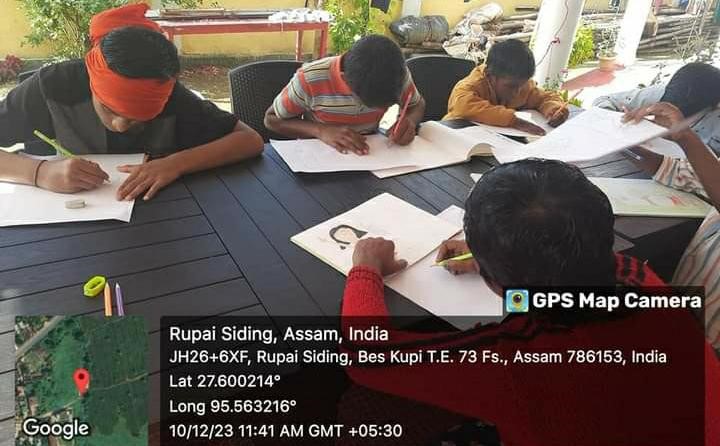 GPS Map Camera
Rupai Siding, Assam, India
JH26+6XF, Rupai Siding, Bes Kupi T.E. 73 Fs., Assam 786153, India
Lat 27.600214°
Long 95.563216°
10/12/23 11:41 AM GMT +05:30
Google